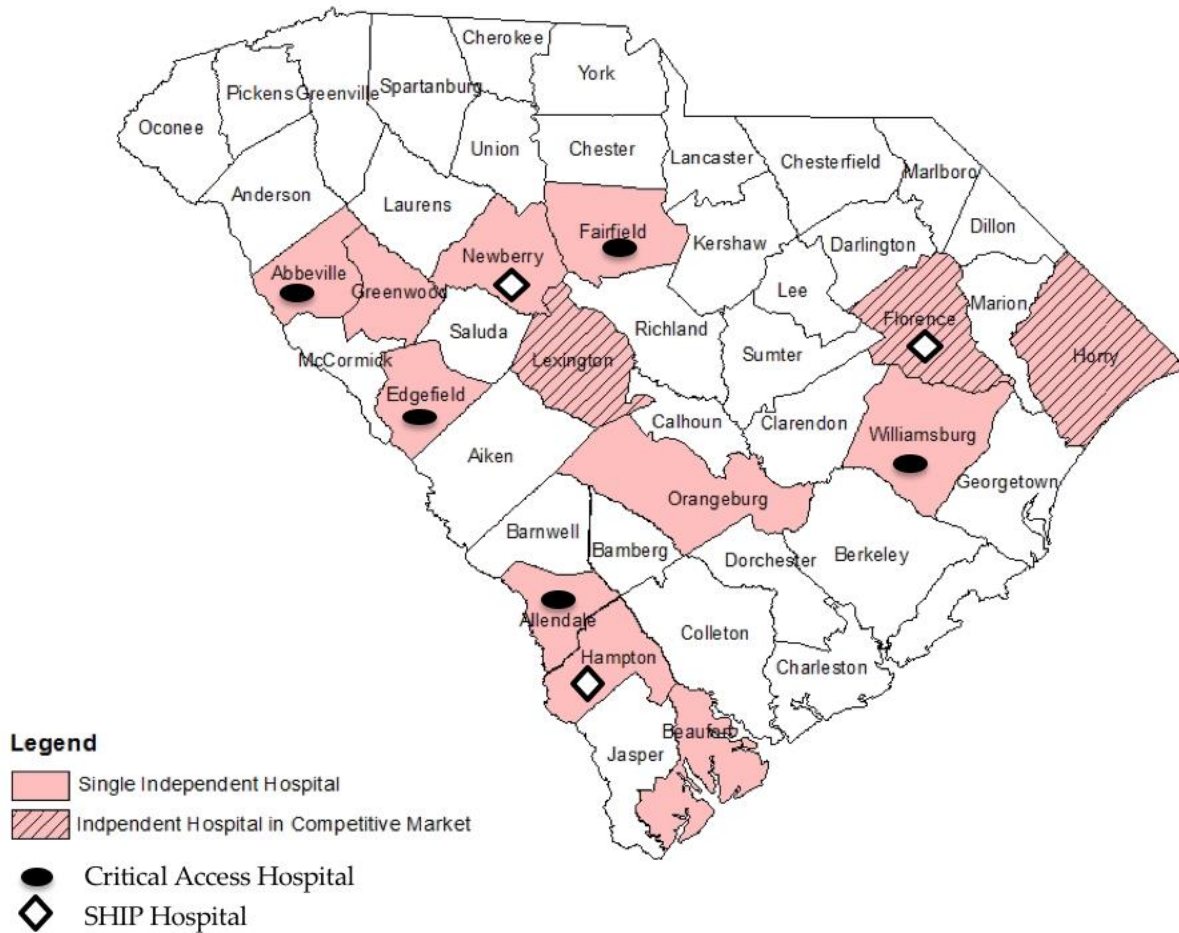 Cherokee
York
Spartanburg
Pickens
Greenville
Oconee
Union
Chester
Lancaster
Chesterfield
Marlboro
Anderson
Laurens
Dillon
Fairfield
Kershaw
Darlington
Newberry
Abbeville
Greenwood
Lee
Marion
Florence
Saluda
Richland
McCormick
Lexington
Sumter
Horry
Edgefield
Calhoun
Clarendon
Williamsburg
Aiken
Georgetown
Orangeburg
Barnwell
Bamberg
Dorchester
Berkeley
Allendale
Colleton
Hampton
Charleston
Beaufort
Jasper
Legend
Single Independent Hospital
Indpendent Hospital in Competitive Market
Critical Access Hospital
SHIP Hospital